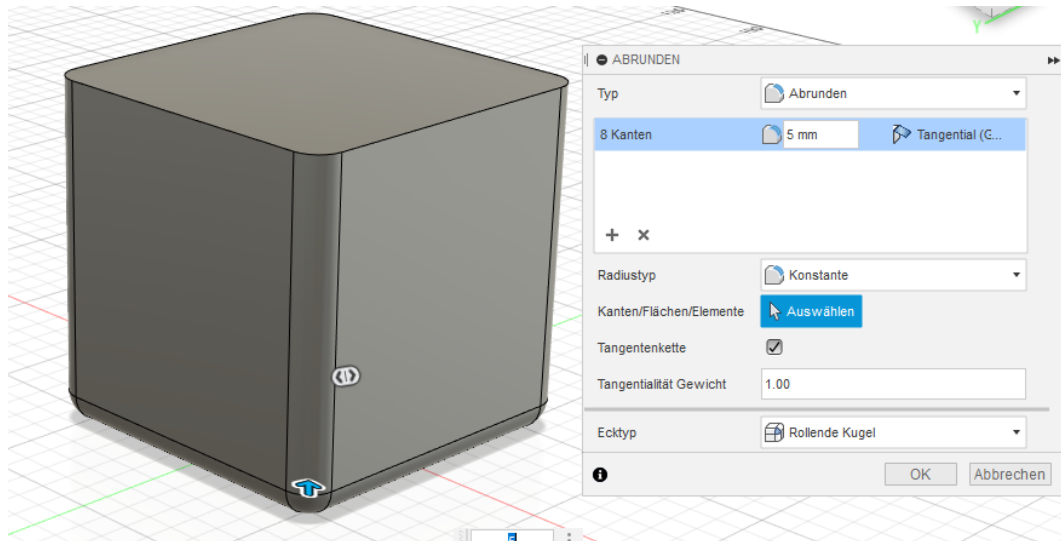 Y
ABRUNDEN
Typ
Abrunden
8 Kanten 5 mm Tangential (G...
Radiustyp
Konstante
Kanten/Flächen/Elemente
Auswählen
Tangentenkette
Tangentialität Gewicht
1.00
Ecktyp
Rollende Kugel
OK Abbrechen